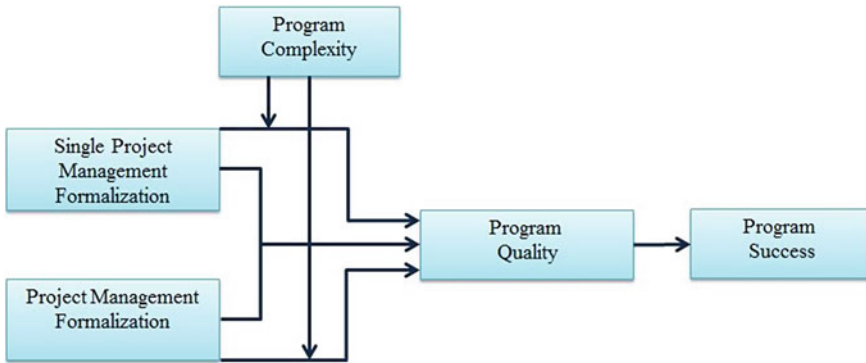 Program
Complexity
Single Project
Management
Formalization
Project Management
Formalization
Program
Quality
Program
Success